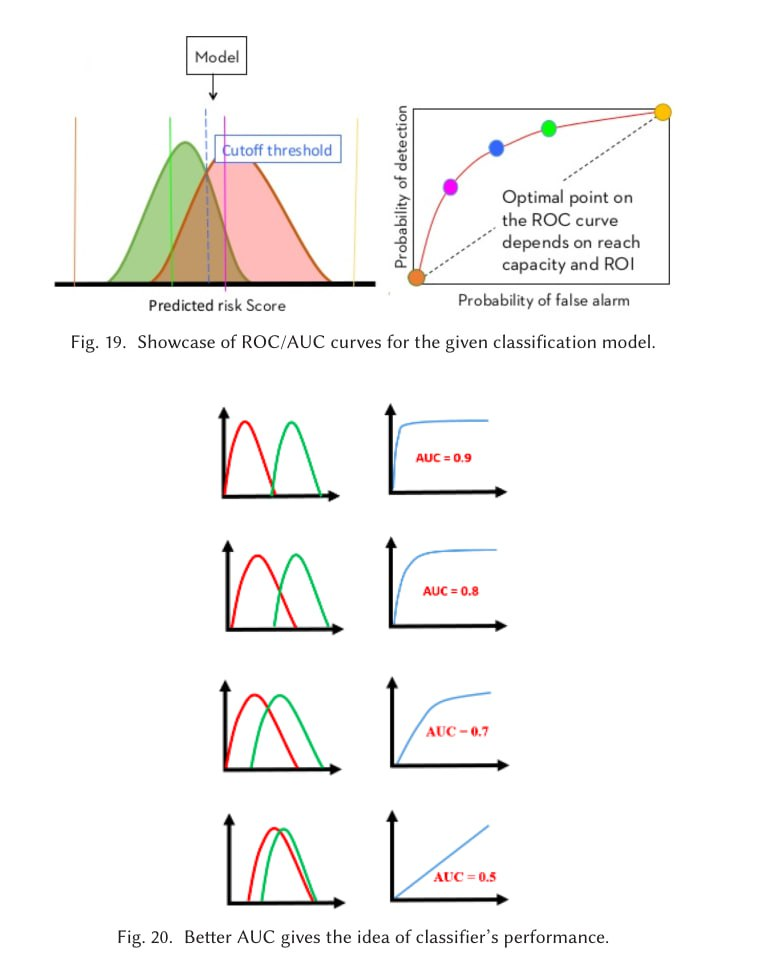 Model
Cutoff threshold
Predicted risk Score
Probability of detection
Optimal point on
the ROC curve
depends on reach
capacity and ROI
Probability of false alarm
Fig. 19. Showcase of ROC/AUC curves for the given classification model.
AUC = 0.9
AUC = 0.8
AUC = 0.7
AUC = 0.5
Fig. 20. Better AUC gives the idea of classifier's performance.